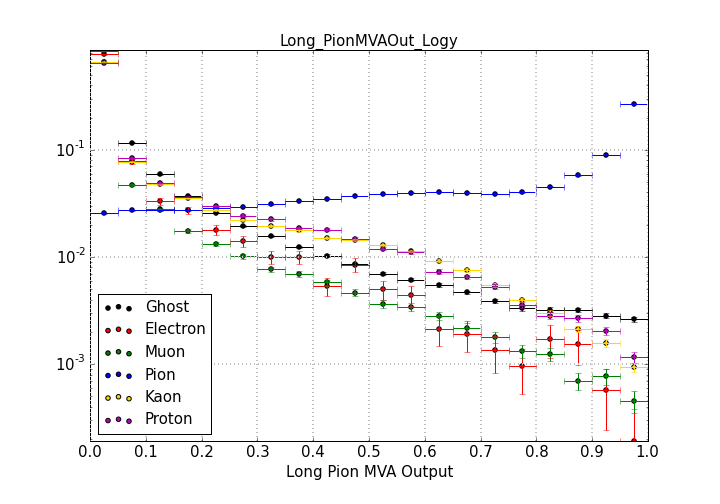 Long_PionMVAOut_Logy
10-1
10-2
10-3
Ghost
Electron
Muon
Pion
Kaon
Proton
0.0 0.1 0.2 0.3 0.4 0.5 0.6 0.7 0.8 0.9 1.0
Long Pion MVA Output